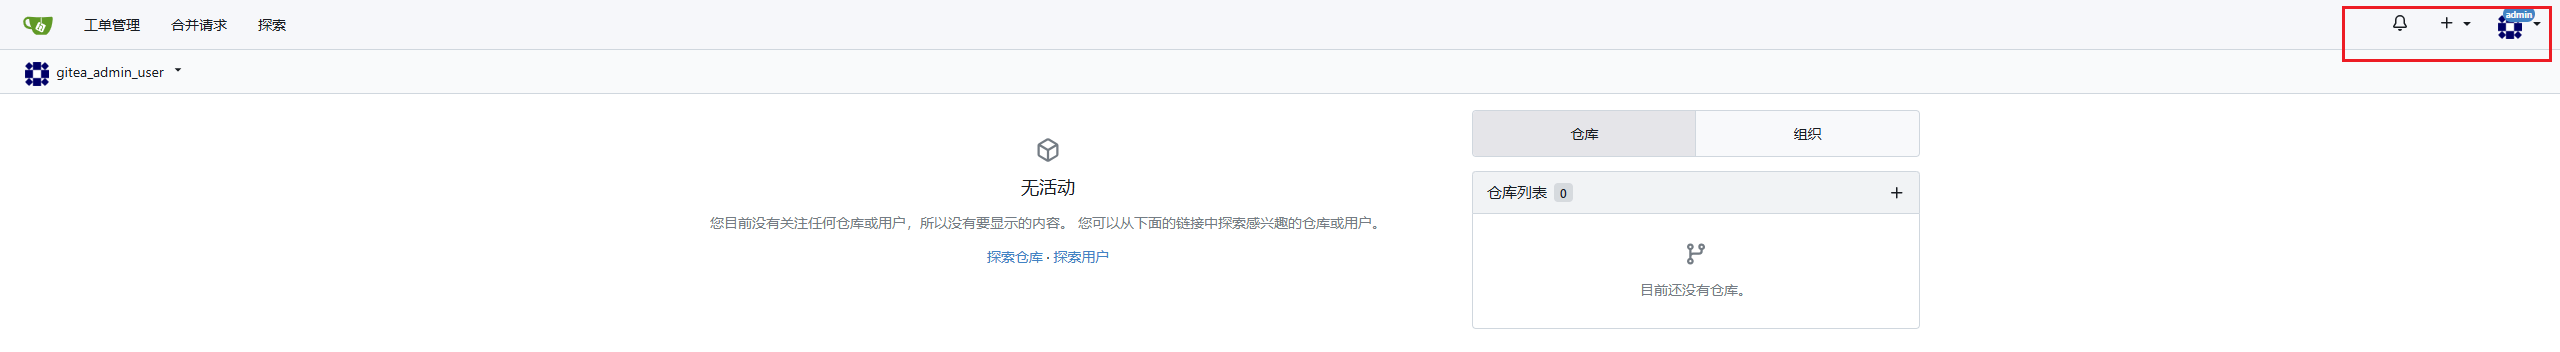 工单管理 合并请求 探索 admin
gitea_admin_user
仓库 组织
无活动
仓库列表 0
您目前没有关注任何仓库或用户，所以没有要显示的内容。 您可以从下面的链接中探索感兴趣的仓库或用户。
探索仓库 · 探索用户
目前还没有仓库。